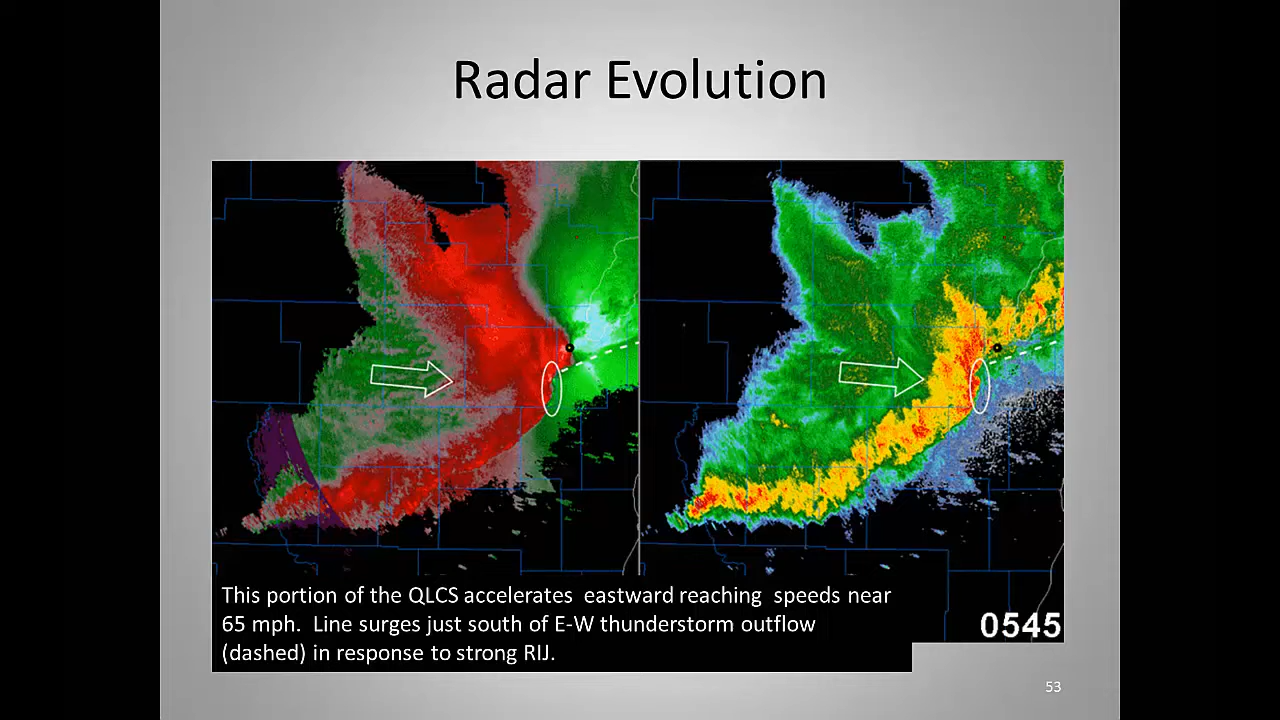 Radar Evolution
This portion of the QLCS accelerates eastward reaching speeds near
65 mph. Line surges just south of E-W thunderstorm outflow
(dashed) in response to strong RIJ.
0545
53